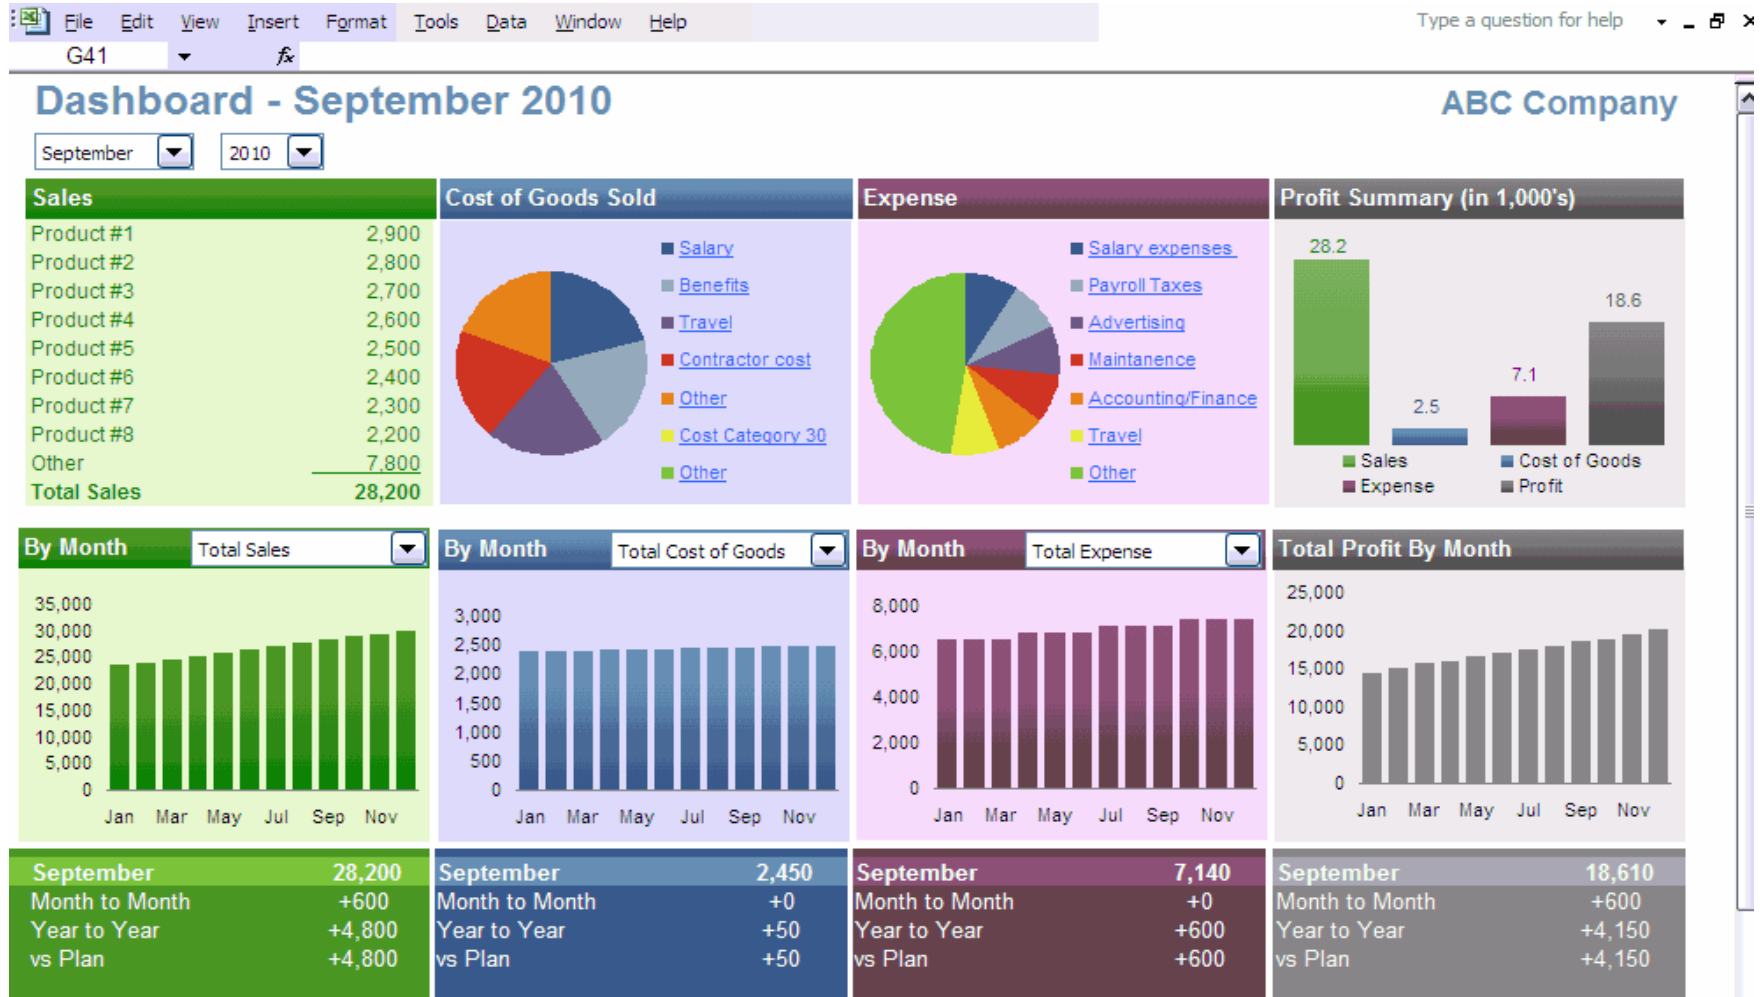 File Edit View Insert Format Tools Data Window Help Type a question for help
G41 fx
Dashboard - September 2010 ABC Company
September 2010
Sales
Product #1 2,900
Product #2 2,800
Product #3 2,700
Product #4 2,600
Product #5 2,500
Product #6 2,400
Product #7 2,300
Product #8 2,200
Other 7,800
Total Sales 28,200
Cost of Goods Sold
Salary
Benefits
Travel
Contractor cost
Other
Cost Category 30
Other
Expense
Salary expenses
Payroll Taxes
Advertising
Maintanence
Accounting/Finance
Travel
Other
Profit Summary (in 1,000's)
28.2
18.6
7.1
2.5
Sales Cost of Goods
Expense Profit
By Month Total Sales
35,000
30,000
25,000
20,000
15,000
10,000
5,000
0
Jan Mar May Jul Sep Nov
By Month Total Cost of Goods
3,000
2,500
2,000
1,500
1,000
500
0
Jan Mar May Jul Sep Nov
By Month Total Expense
8,000
6,000
4,000
2,000
0
Jan Mar May Jul Sep Nov
Total Profit By Month
25,000
20,000
15,000
10,000
5,000
0
Jan Mar May Jul Sep Nov
September 28,200
Month to Month +600
Year to Year +4,800
vs Plan +4,800
September 2,450
Month to Month +0
Year to Year +50
vs Plan +50
September 7,140
Month to Month +0
Year to Year +600
vs Plan +600
September 18,610
Month to Month +600
Year to Year +4,150
vs Plan +4,150